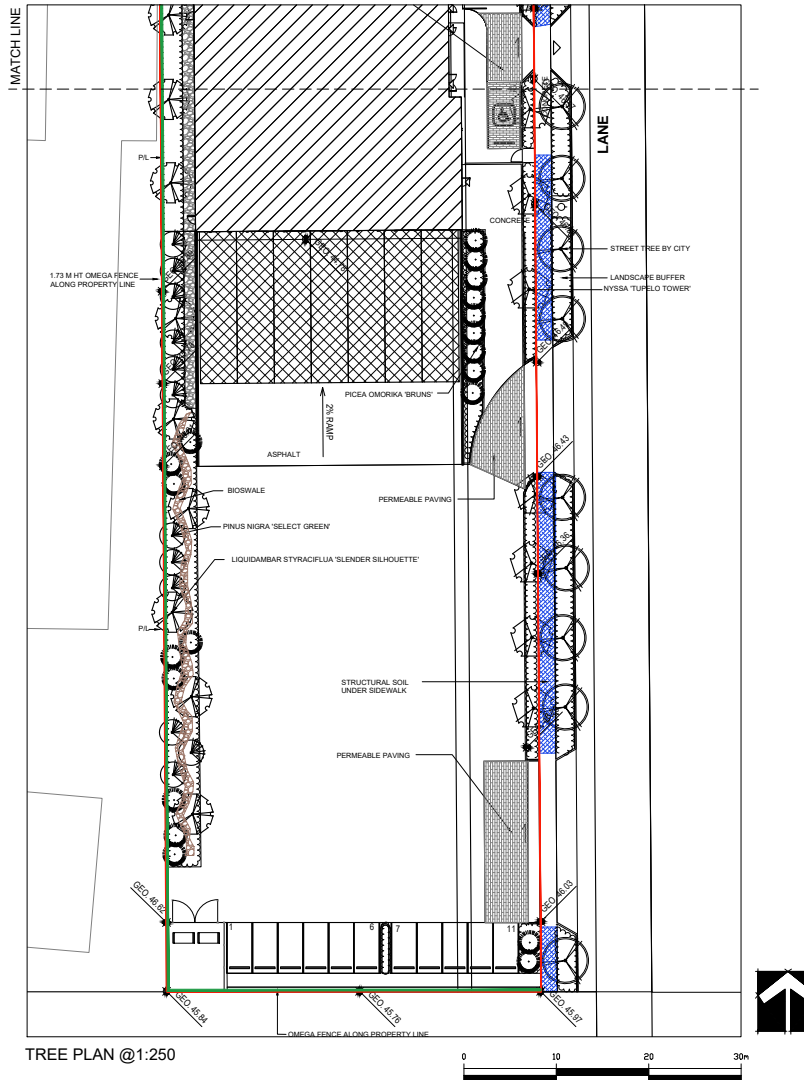 MATCH LINE
LANE
P/L
CONCRETE
STREET TREE BY CITY
1.73 M HT OMEGA FENCE
ALONG PROPERTY LINE
LANDSCAPE BUFFER
NYSSA 'TUPELO TOWER'
PICEA OMORIKA 'BRUNS'
2% RAMP
ASPHALT
GEO 46.43
BIOSWALE
PERMEABLE PAVING
PINUS NIGRA 'SELECT GREEN'
LIQUIDAMBAR STYRACIFLUA 'SLENDER SILHOUETTE'
P/L
STRUCTURAL SOIL
UNDER SIDEWALK
PERMEABLE PAVING
GEO 46.62
GEO 46.03
1
6
7
11
GEO 45.84
GEO 45.76
GEO 45.97
OMEGA FENCE ALONG PROPERTY LINE
TREE PLAN @1:250
0 10 20 30m